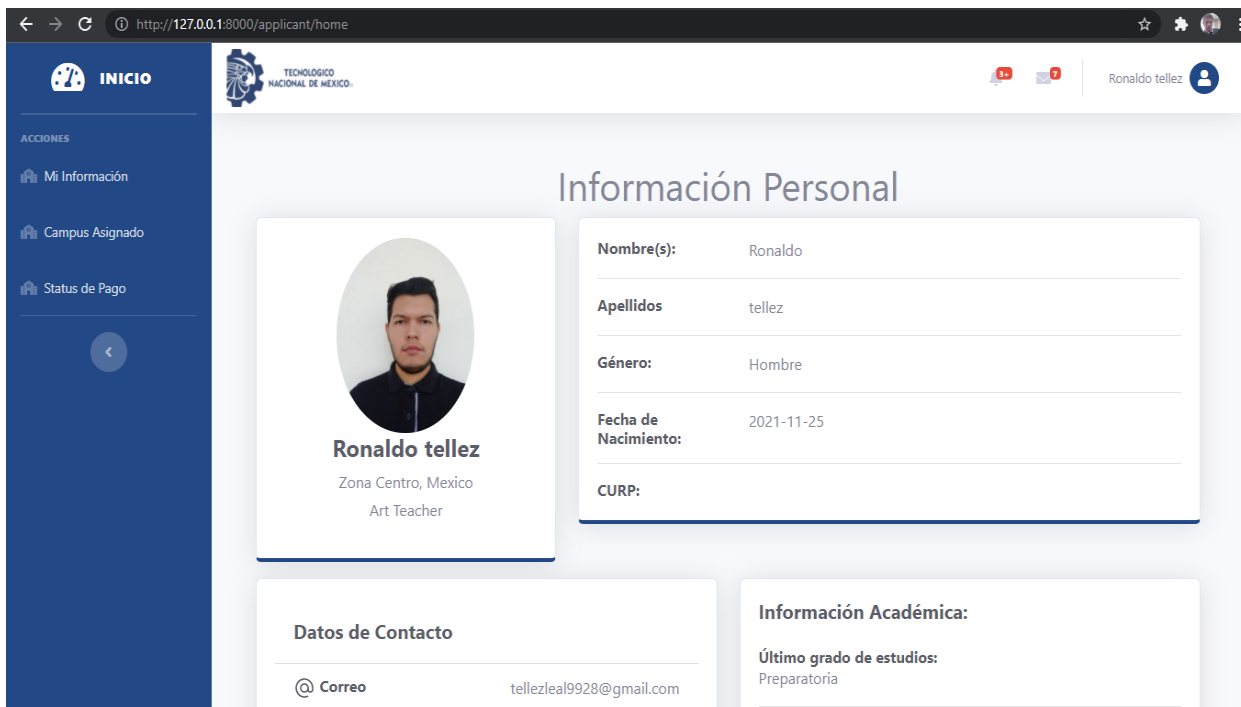 http://127.0.0.1:8000/applicant/home
INICIO
TECNOLOGICO
NACIONAL DE MEXICO
3+
7
Ronaldo tellez
ACCIONES
Mi Información
Campus Asignado
Status de Pago
Información Personal
Ronaldo tellez
Zona Centro, Mexico
Art Teacher
Nombre(s): Ronaldo
Apellidos tellez
Género: Hombre
Fecha de
Nacimiento: 2021-11-25
CURP:
Datos de Contacto
Correo tellezleal9928@gmail.com
Información Académica:
Último grado de estudios:
Preparatoria